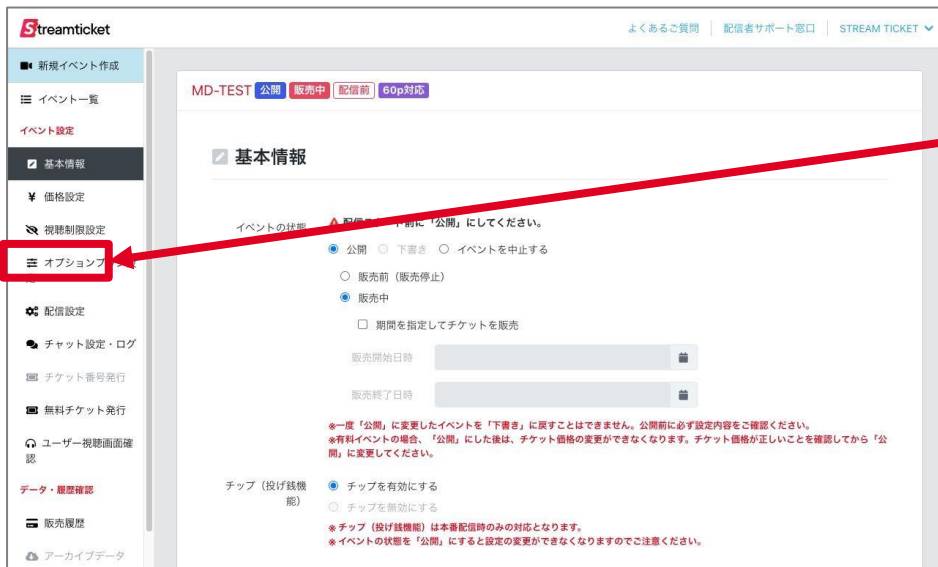 Streamticket
よくあるご質問
配信者サポート窓口
STREAM TICKET
新規イベント作成
イベント一覧
イベント設定
基本情報
価格設定
視聴制限設定
オプションプ
配信設定
チャット設定・ログ
チケット番号発行
無料チケット発行
ユーザー視聴画面確
認
データ・履歴確認
販売履歴
アーカイブデータ
MD-TEST 公開 販売中 配信前 60p対応
基本情報
イベントの状態
前に「公開」にしてください。
公開 下書き イベントを中止する
販売前（販売停止）
販売中
期間を指定してチケットを販売
販売開始日時
販売終了日時
※一度「公開」に変更したイベントを「下書き」に戻すことはできません。公開前に必ず設定内容をご確認ください。
※有料イベントの場合、「公開」にした後は、チケット価格の変更ができなくなります。チケット価格が正しいことを確認してから「公
開」に変更してください。
チップ（投げ銭機
能）
チップを有効にする
チップを無効にする
※チップ（投げ銭機能）は本番配信時のみの対応となります。
※イベントの状態を「公開」にすると設定の変更ができなくなりますのでご注意ください。